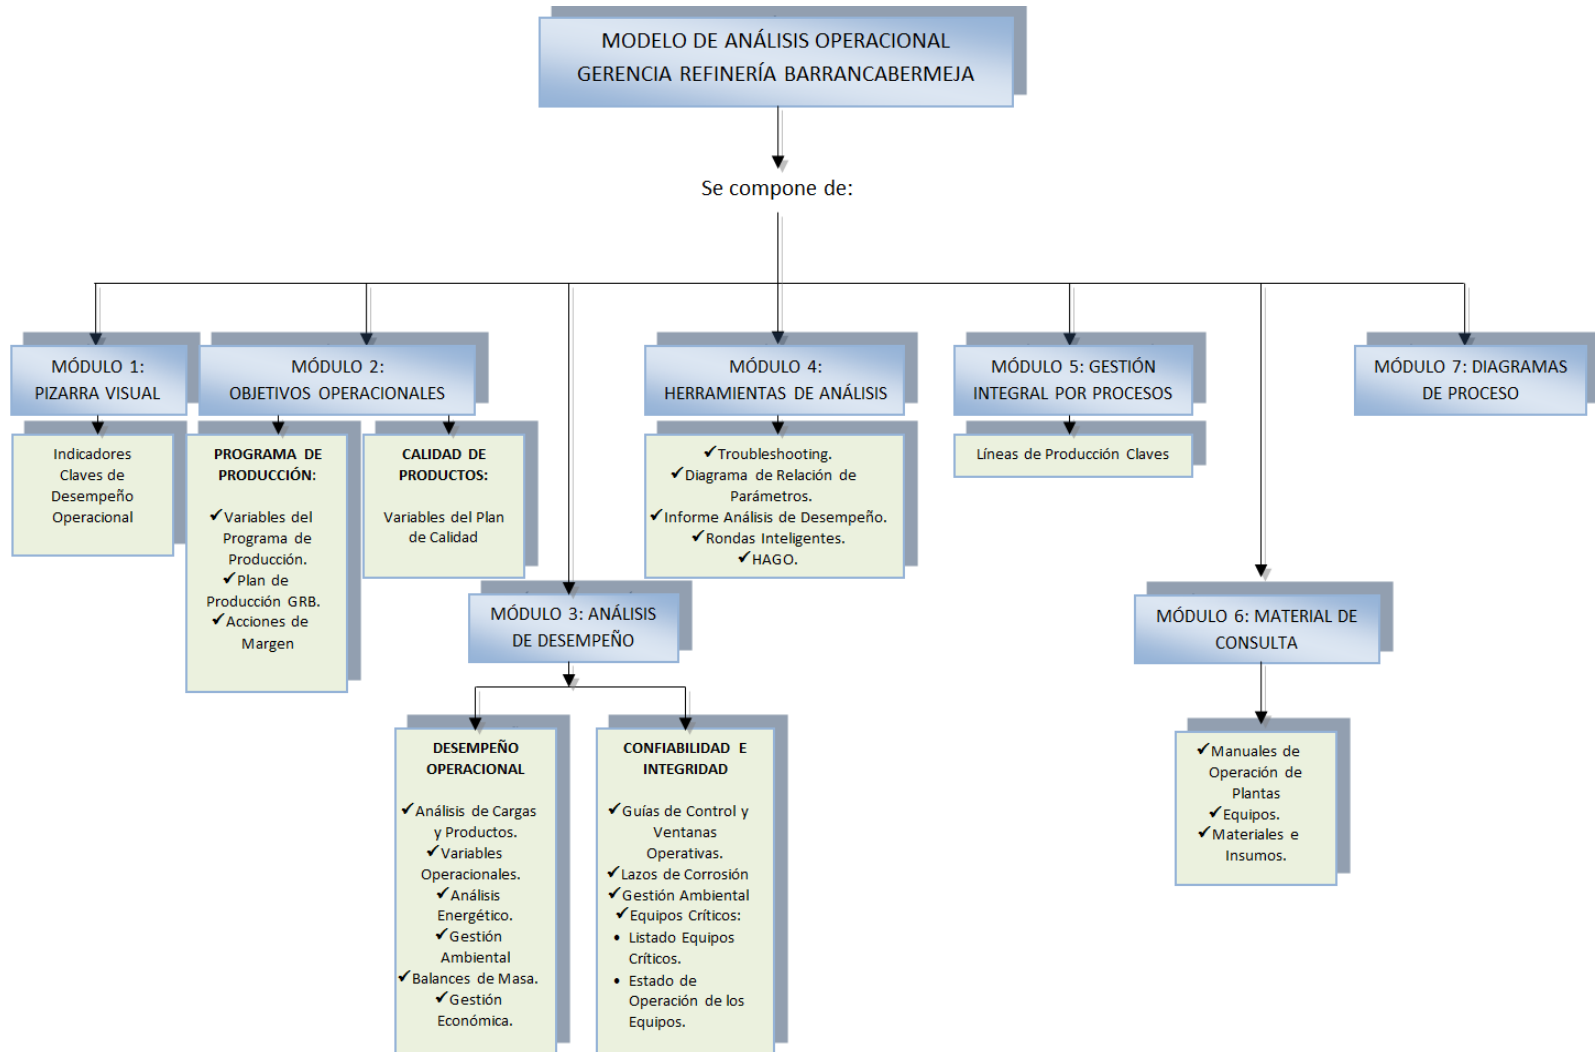 MODELO DE ANÁLISIS OPERACIONAL
GERENCIA REFINERÍA BARRANCABERMEJA
Se compone de:
MÓDULO 1:
PIZARRA VISUAL
Indicadores
Claves de
Desempeño
Operacional
MÓDULO 2:
OBJETIVOS OPERACIONALES
PROGRAMA DE
PRODUCCIÓN:
✓Variables del
Programa de
Producción.
✓Plan de
Producción GRB.
✓Acciones de
Margen
CALIDAD DE
PRODUCTOS:
Variables del Plan
de Calidad
MÓDULO 3: ANÁLISIS
DE DESEMPEÑO
DESEMPEÑO
OPERACIONAL
✓Análisis de Cargas
y Productos.
✓Variables
Operacionales.
✓Análisis
Energético.
✓Gestión
Ambiental
✓Balances de Masa.
✓Gestión
Económica.
CONFIABILIDAD E
INTEGRIDAD
✓Guías de Control y
Ventanas
Operativas.
✓Lazos de Corrosión
✓Gestión Ambiental
✓Equipos Críticos:
• Listado Equipos
Críticos.
• Estado de
Operación de los
Equipos.
MÓDULO 4:
HERRAMIENTAS DE ANÁLISIS
✓Troubleshooting.
✓Diagrama de Relación de
Parámetros.
✓Informe Análisis de Desempeño.
✓Rondas Inteligentes.
✓HAGO.
MÓDULO 5: GESTIÓN
INTEGRAL POR PROCESOS
Líneas de Producción Claves
MÓDULO 6: MATERIAL DE
CONSULTA
✓Manuales de
Operación de
Plantas
✓Equipos.
✓Materiales e
Insumos.
MÓDULO 7: DIAGRAMAS
DE PROCESO